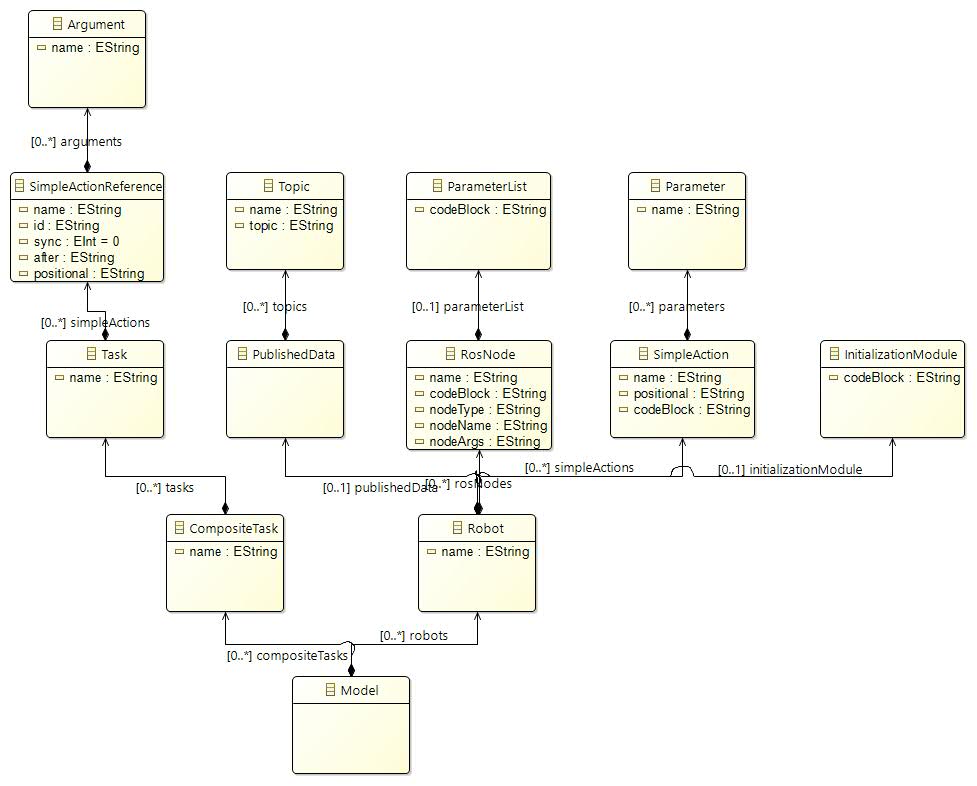 Argument
name : EString
[0..*] arguments
SimpleActionReference
name : EString
id : EString
sync : EInt = 0
after : EString
positional : EString
Topic
name : EString
topic : EString
ParameterList
codeBlock : EString
Parameter
name : EString
[0..*] simpleActions
[0..*] topics
[0..1] parameterList
[0..*] parameters
Task
name : EString
PublishedData
RosNode
name : EString
codeBlock : EString
nodeType : EString
nodeName : EString
nodeArgs : EString
SimpleAction
name : EString
positional : EString
codeBlock : EString
InitializationModule
codeBlock : EString
[0..*] tasks
[0..1] publishedData
[0..*] rosNodes
[0..*] simpleActions
[0..1] initializationModule
CompositeTask
name : EString
Robot
name : EString
[0..*] compositeTasks
[0..*] robots
Model